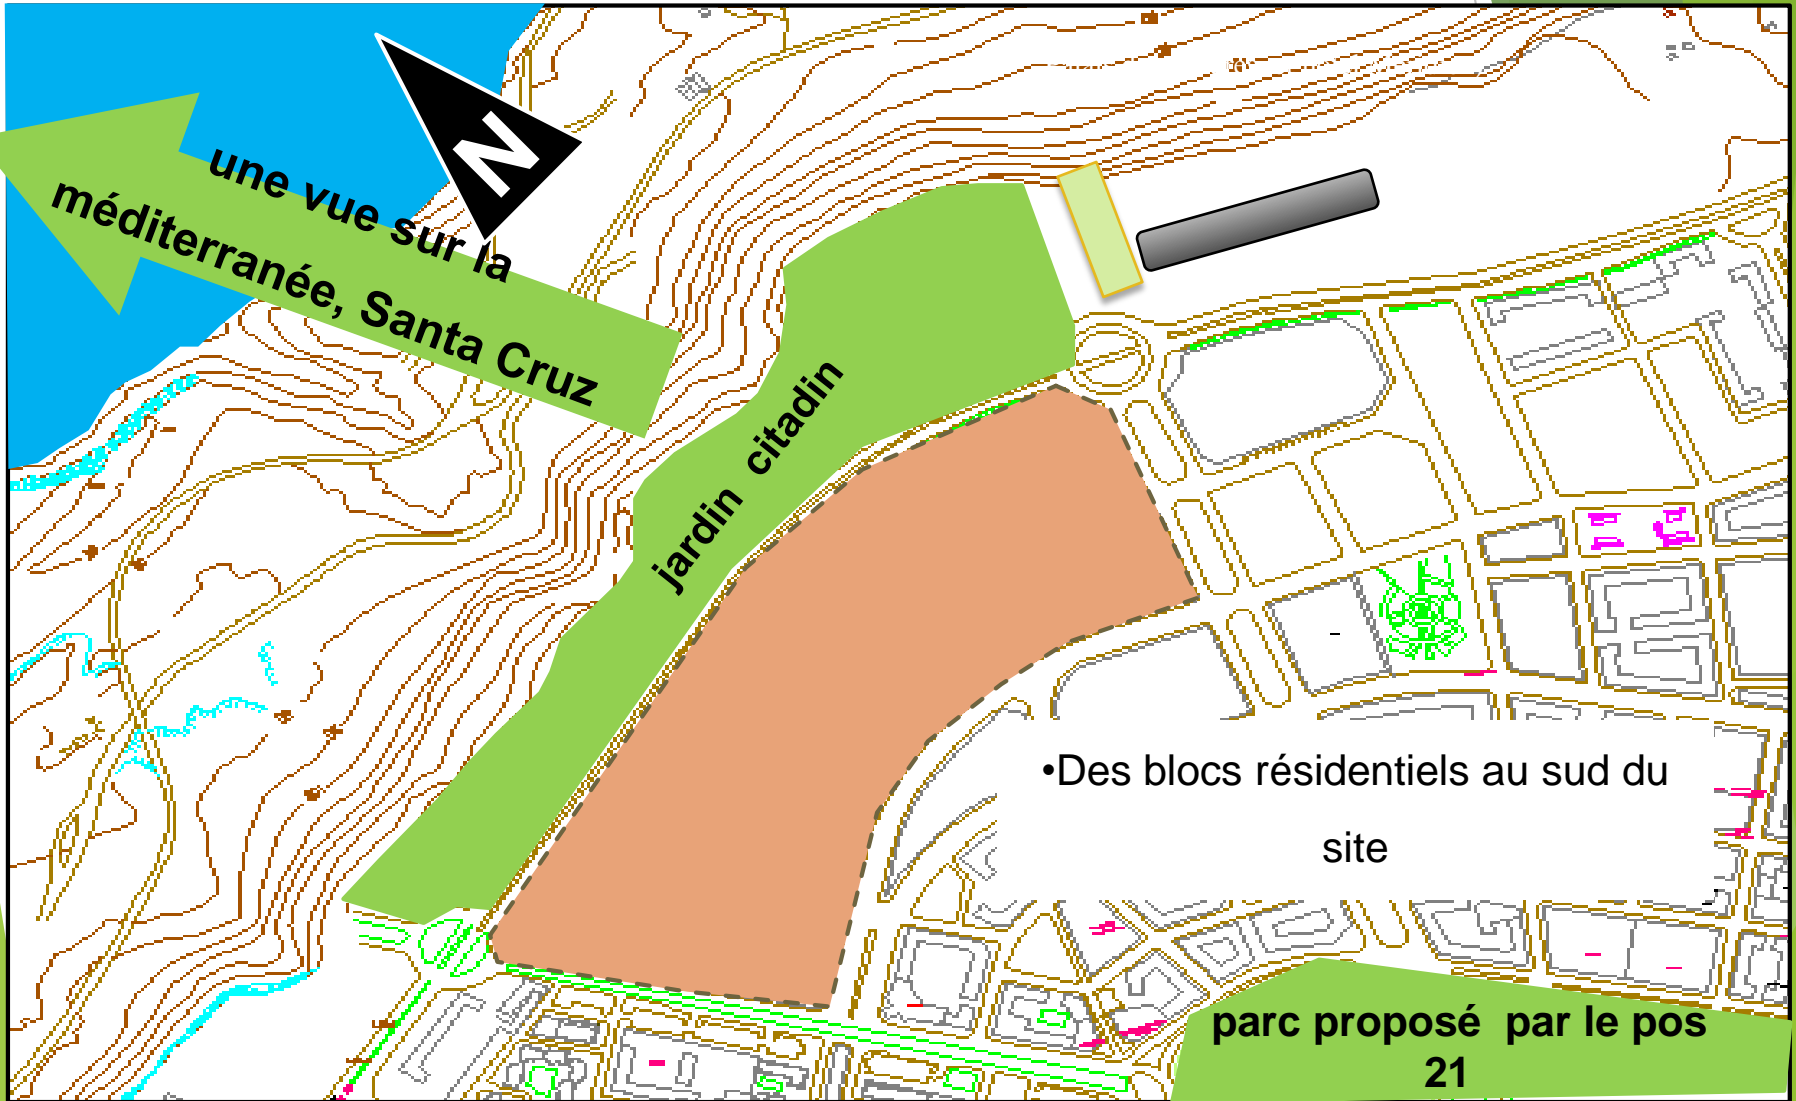 N
une vue sur la
méditerranée, Santa Cruz
jardin citadin
•Des blocs résidentiels au sud du
site
parc proposé par le pos
21